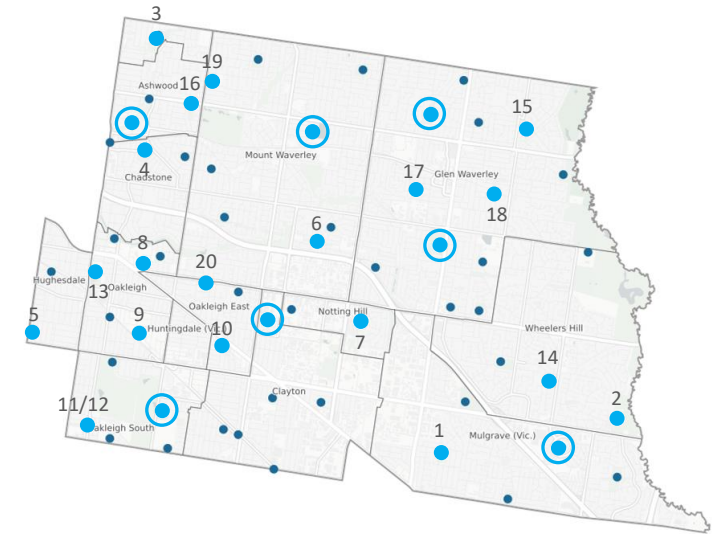 3
19
Ashwood 16
15
Mount Waverley
4
17
Glen Waverley
Chadstone
18
6
8
20
Hughesdale
13
Oakleigh
Oakleigh East
Notting Hill
5
9
Huntingdale (Vic.)
10
7
Wheelers Hill
14
Clayton
11/12
2
Oakleigh South
1
Mulgrave (Vic.)